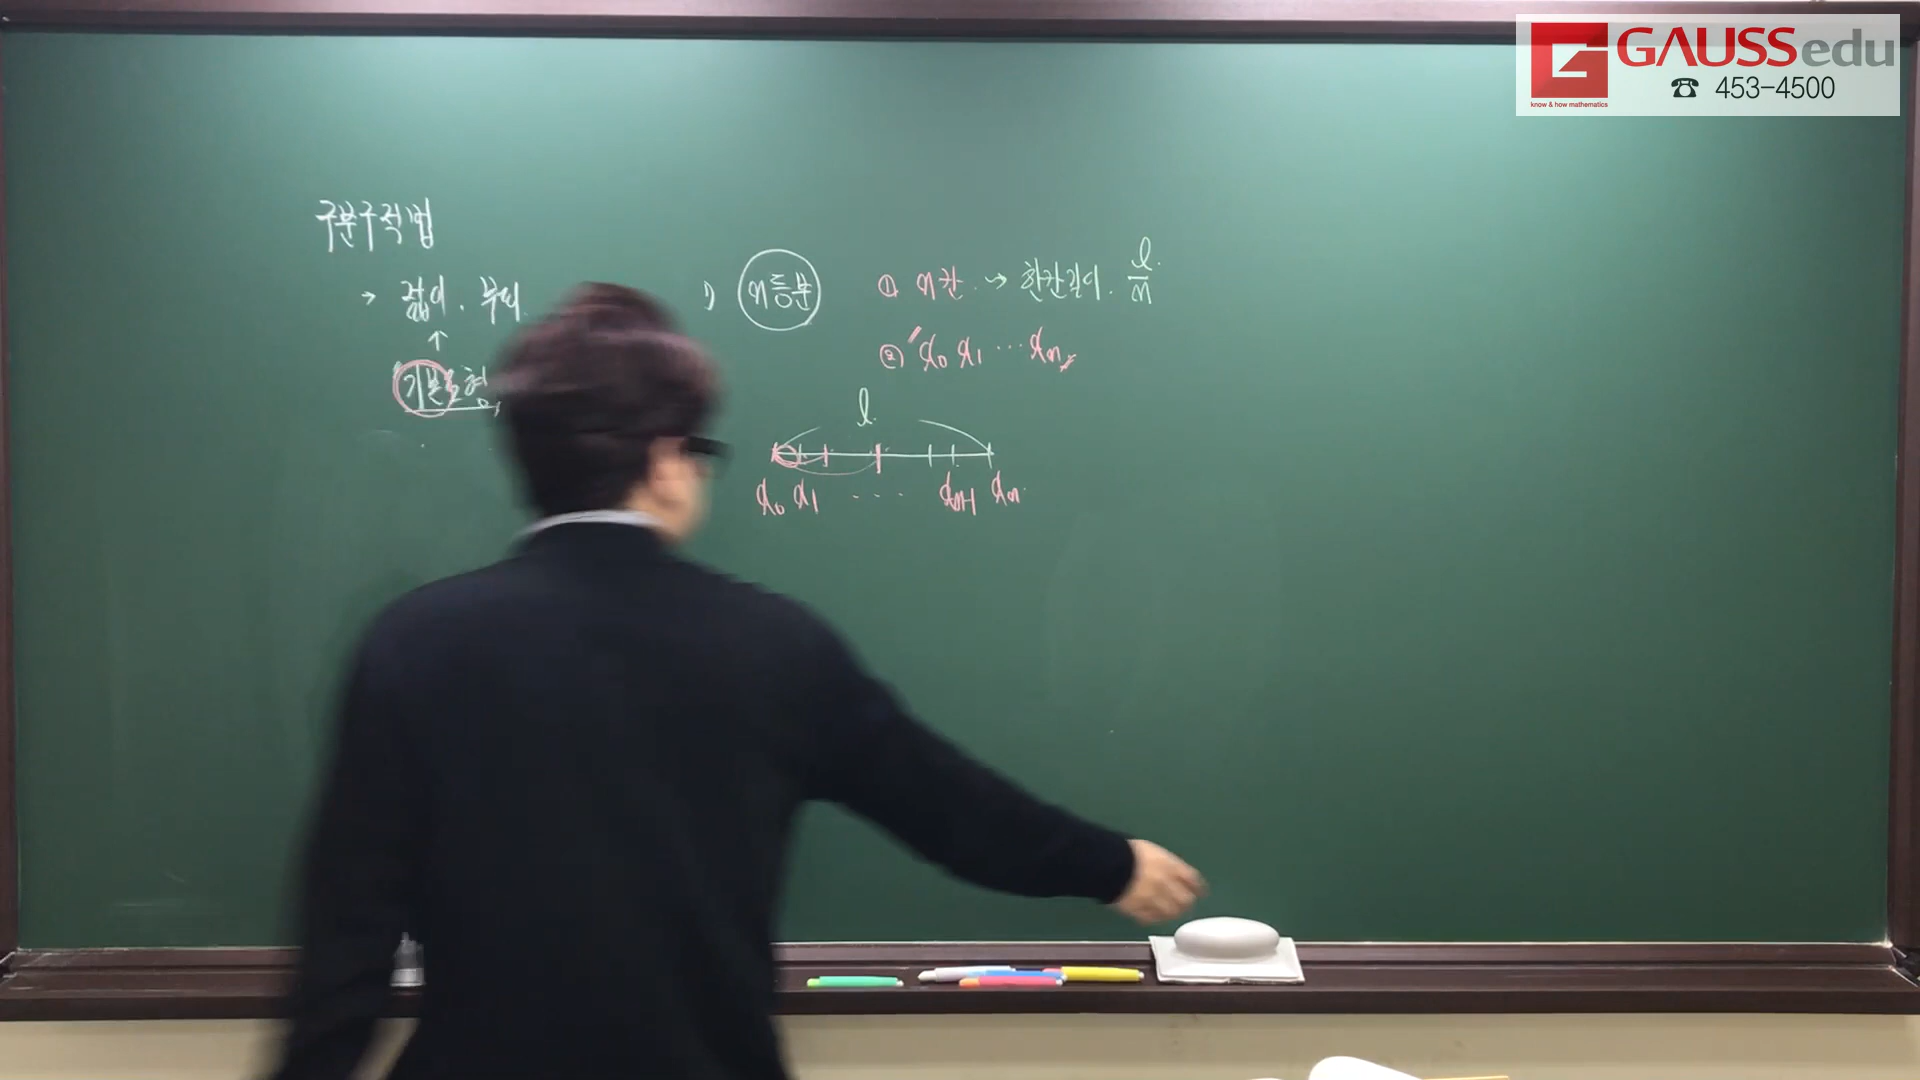 구분구적법
→ 넓이. 부피.
↑
기본도형
1) n등분
① n칸. → 한칸길이. l/n
② x₀ x₁ ⋯ xₙ
l
x₀ x₁ ⋯ xₙ₋₁ xₙ
GAUSSedu
☎ 453-4500
know & how mathematics